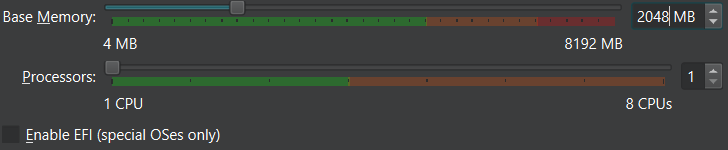 Base Memory: 2048 MB
4 MB 8192 MB
Processors: 1
1 CPU 8 CPUs
Enable EFI (special OSes only)